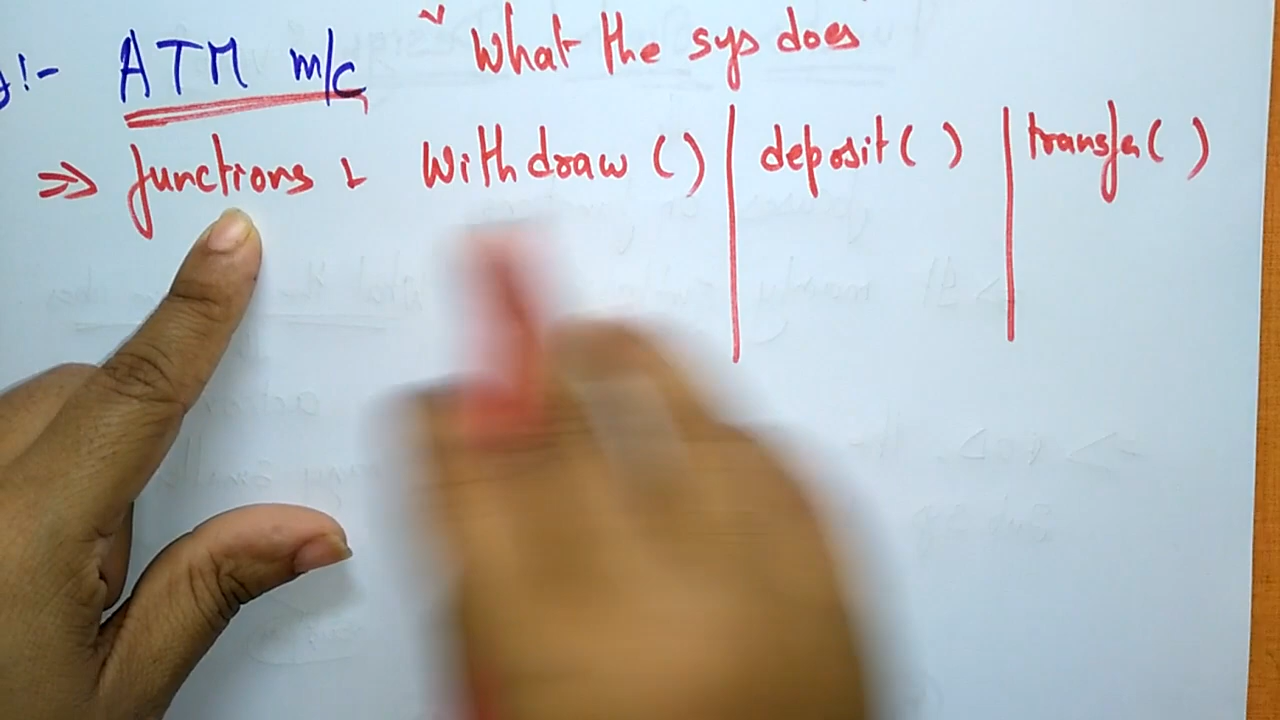 What the sys does
!:- ATM m/c
⇒ functions withdraw ( ) | deposit ( ) | transfer ( )